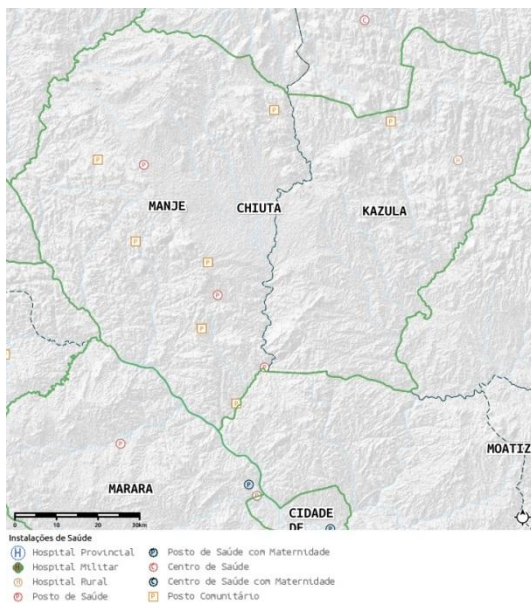 MANJE
CHIUTA
KAZULA
MOATIZ
MARARA
CIDADE
DE
0 10 20 30km
Instalações de Saúde
Hospital Provincial
Hospital Militar
Hospital Rural
Posto de Saúde
Posto de Saúde com Maternidade
Centro de Saúde
Centro de Saúde com Maternidade
Posto Comunitário